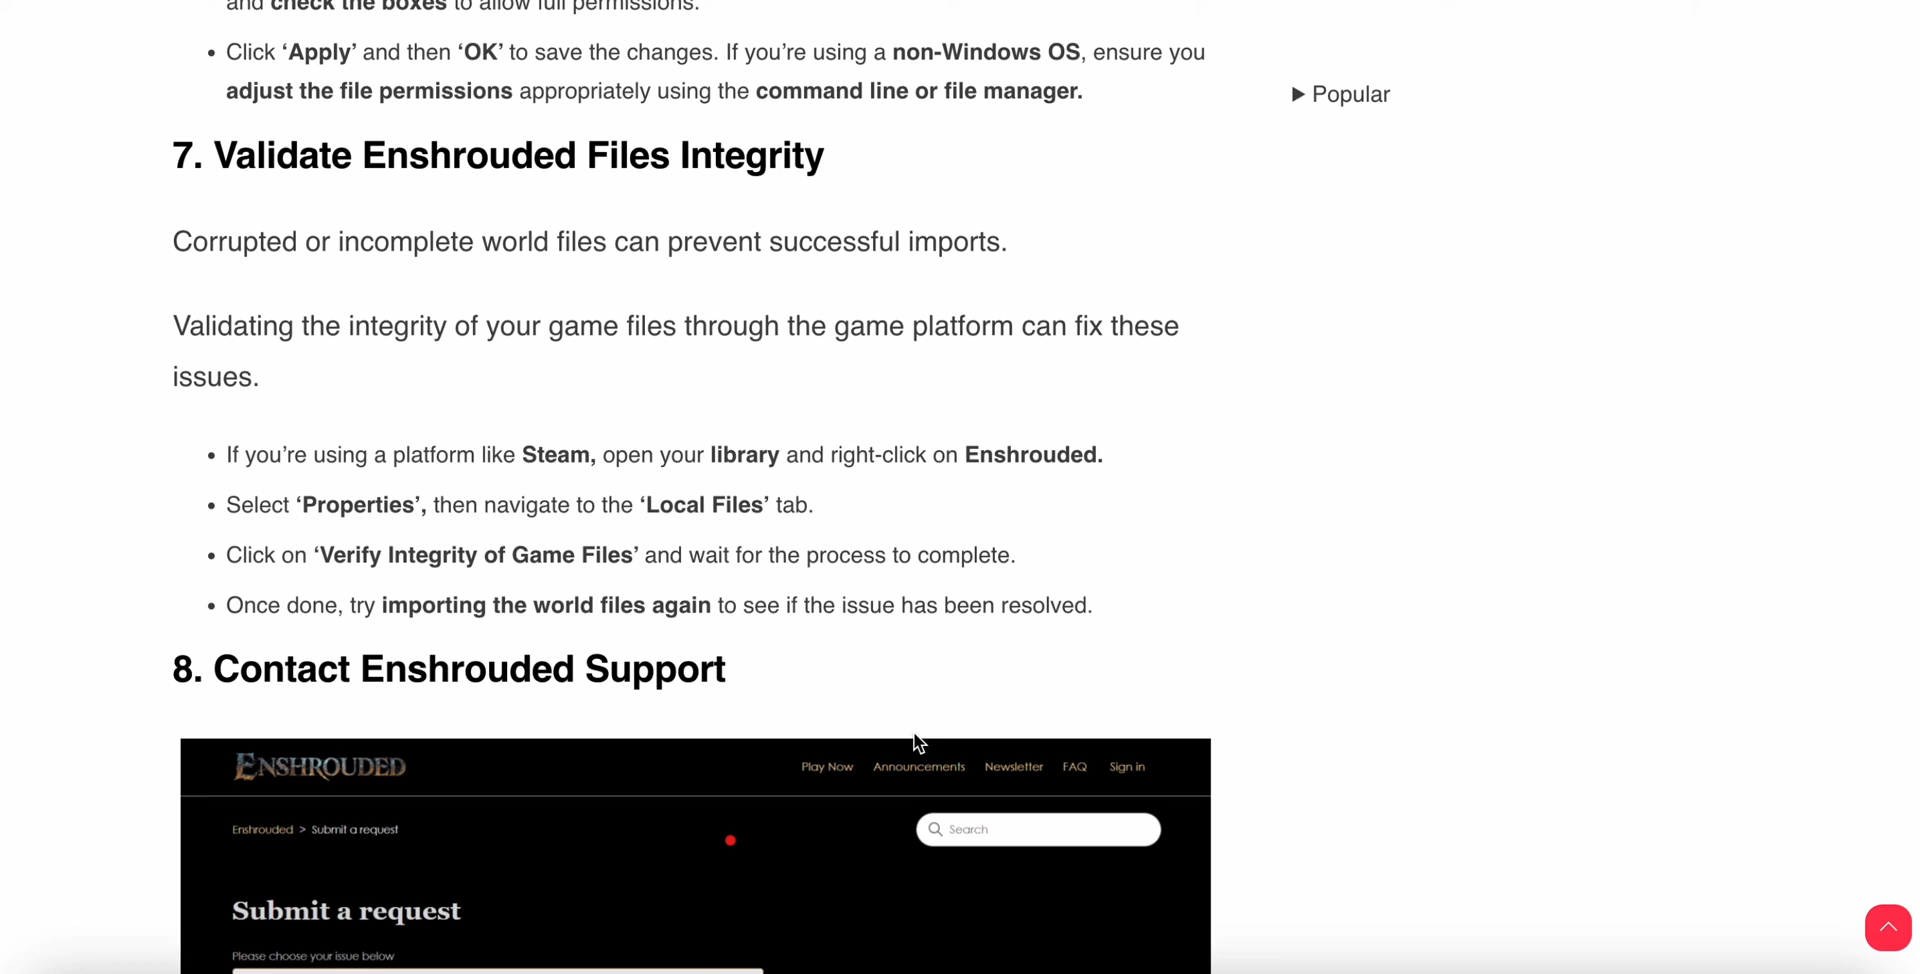 and check the boxes to allow full permissions.
Click ‘Apply’ and then ‘OK’ to save the changes. If you’re using a non-Windows OS, ensure you
adjust the file permissions appropriately using the command line or file manager.
Popular
7. Validate Enshrouded Files Integrity
Corrupted or incomplete world files can prevent successful imports.
Validating the integrity of your game files through the game platform can fix these
issues.
If you’re using a platform like Steam, open your library and right-click on Enshrouded.
Select ‘Properties’, then navigate to the ‘Local Files’ tab.
Click on ‘Verify Integrity of Game Files’ and wait for the process to complete.
Once done, try importing the world files again to see if the issue has been resolved.
8. Contact Enshrouded Support
ENSHROUDED
Play Now Announcements Newsletter FAQ Sign in
Enshrouded > Submit a request
Search
Submit a request
Please choose your issue below